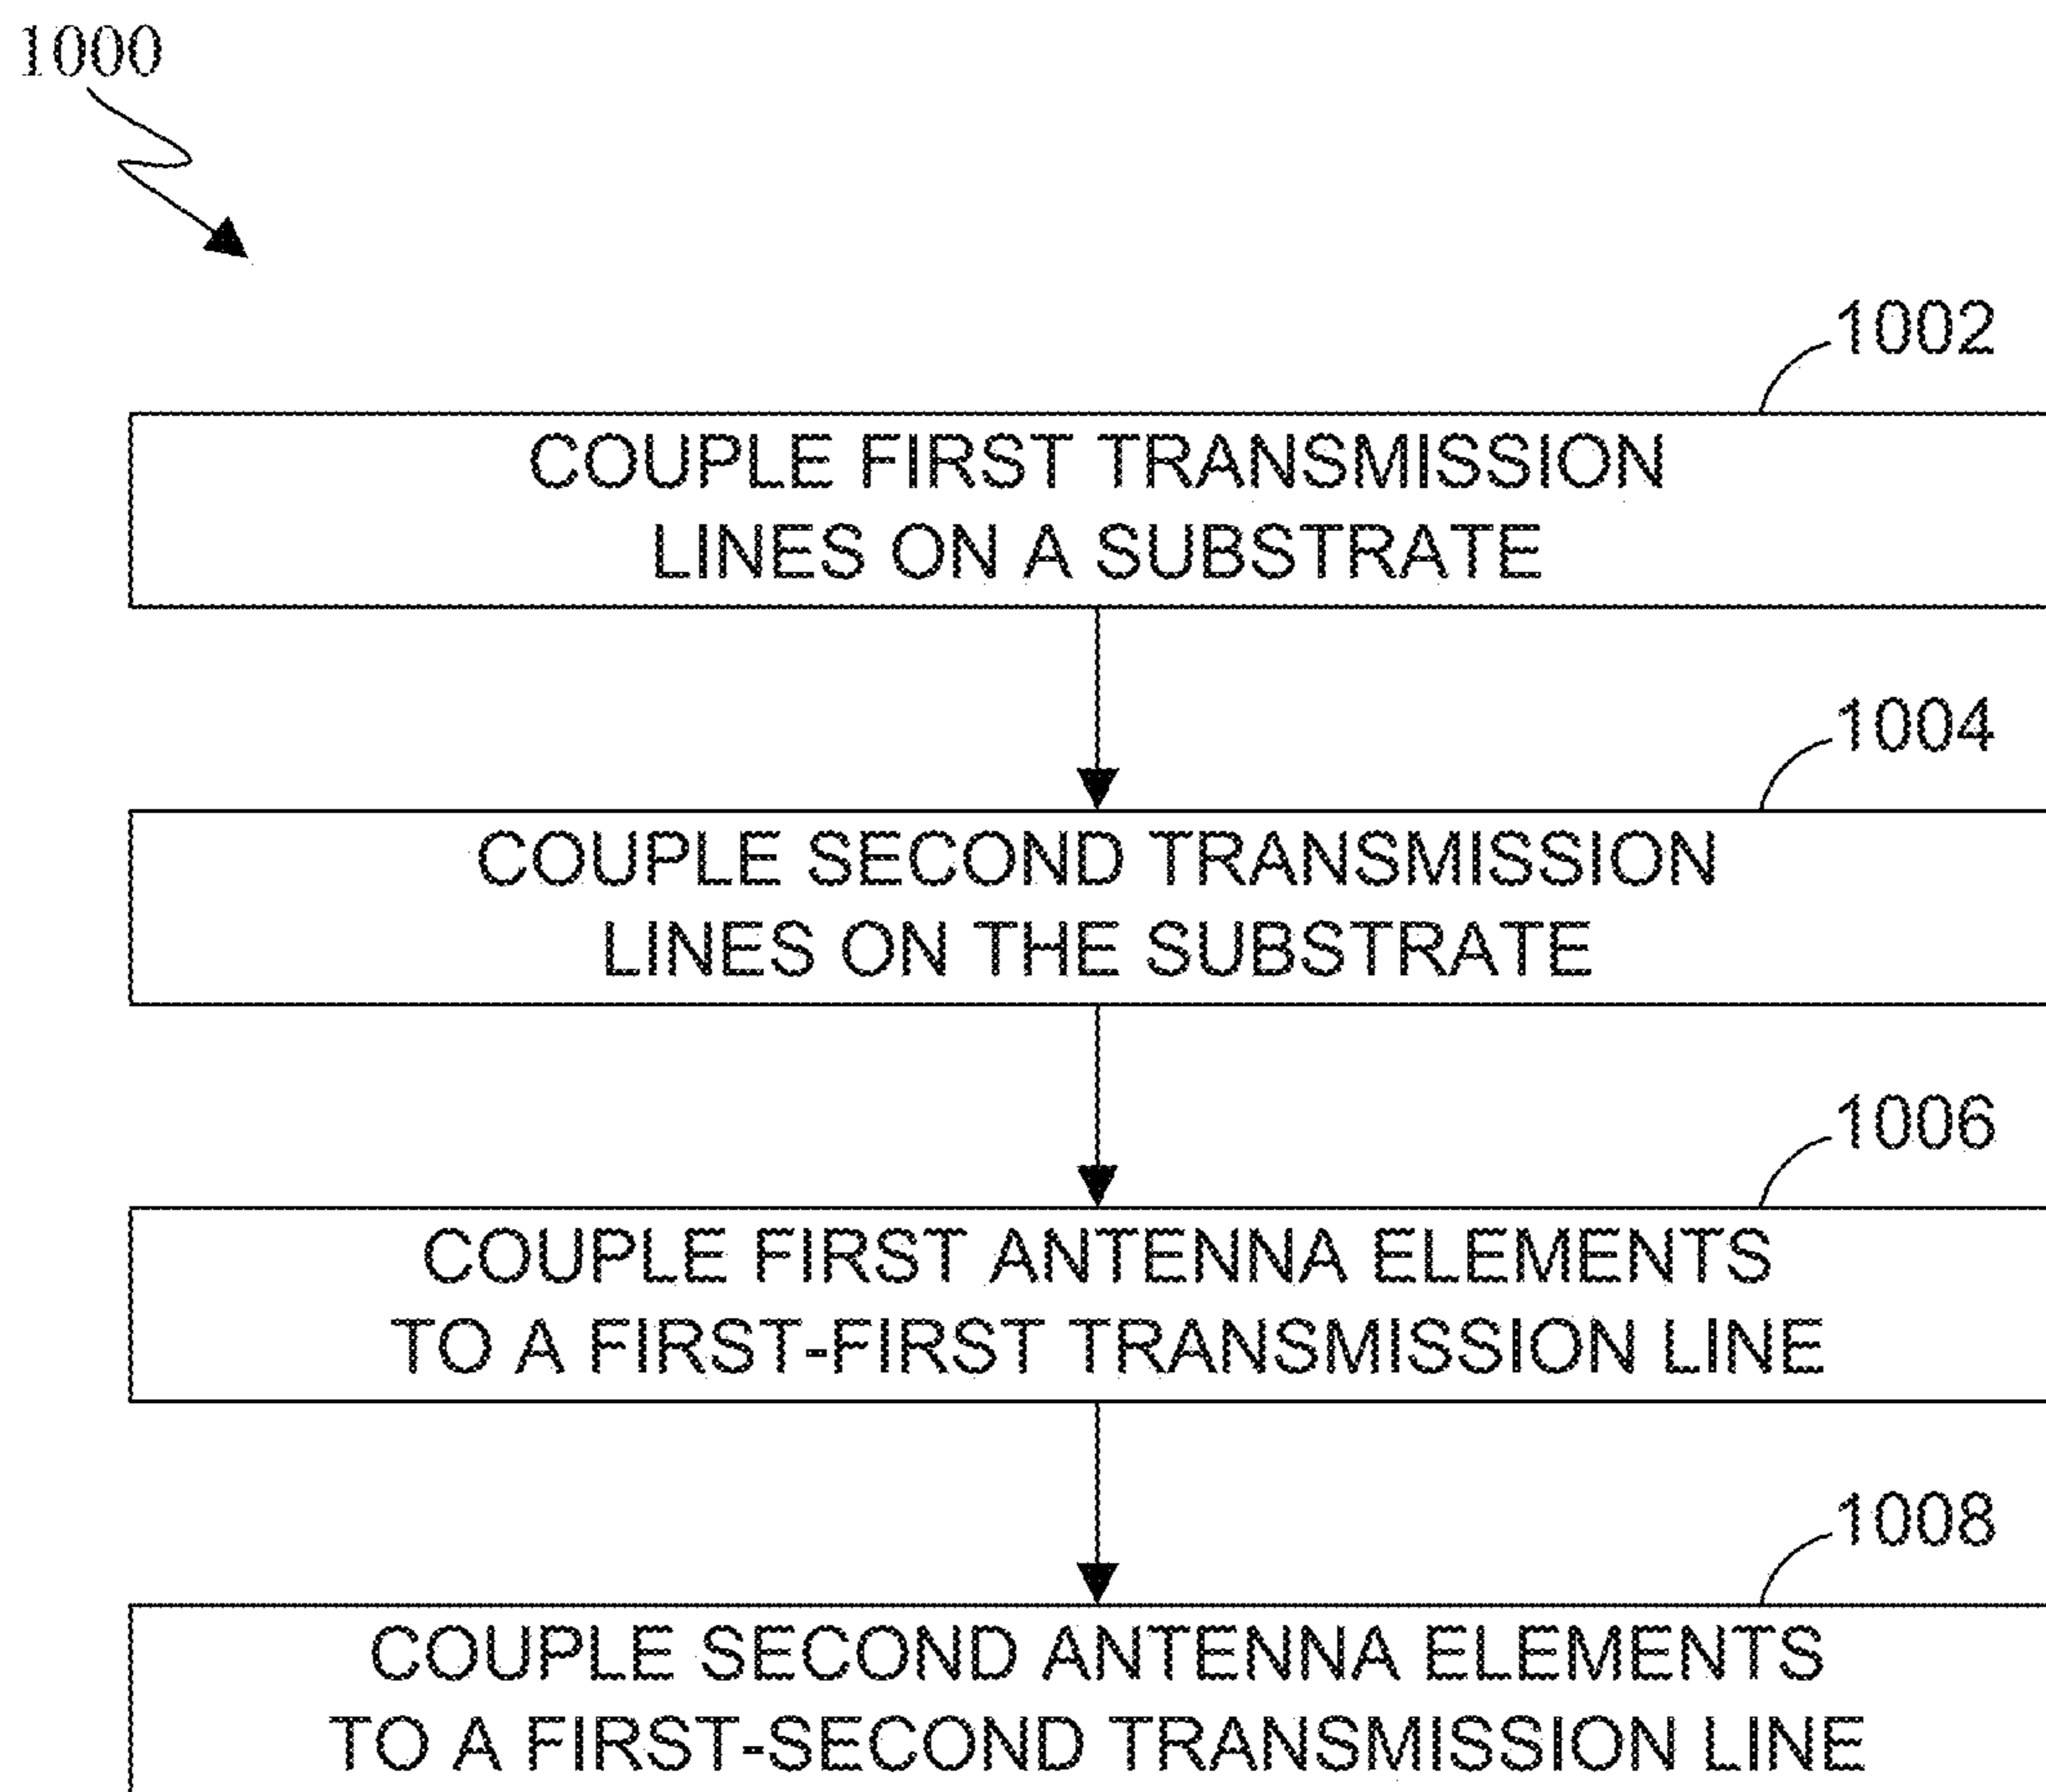 1000
1002
COUPLE FIRST TRANSMISSION
LINES ON A SUBSTRATE
1004
COUPLE SECOND TRANSMISSION
LINES ON THE SUBSTRATE
1006
COUPLE FIRST ANTENNA ELEMENTS
TO A FIRST-FIRST TRANSMISSION LINE
1008
COUPLE SECOND ANTENNA ELEMENTS
TO A FIRST-SECOND TRANSMISSION LINE